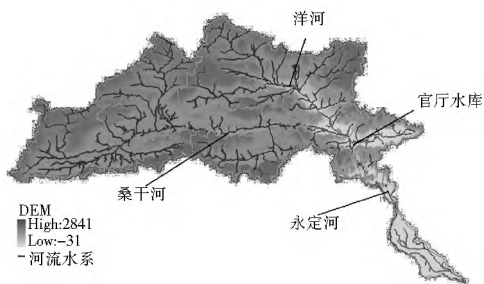 洋河
官厅水库
桑干河
永定河
DEM
High:2841
Low:-31
河流水系